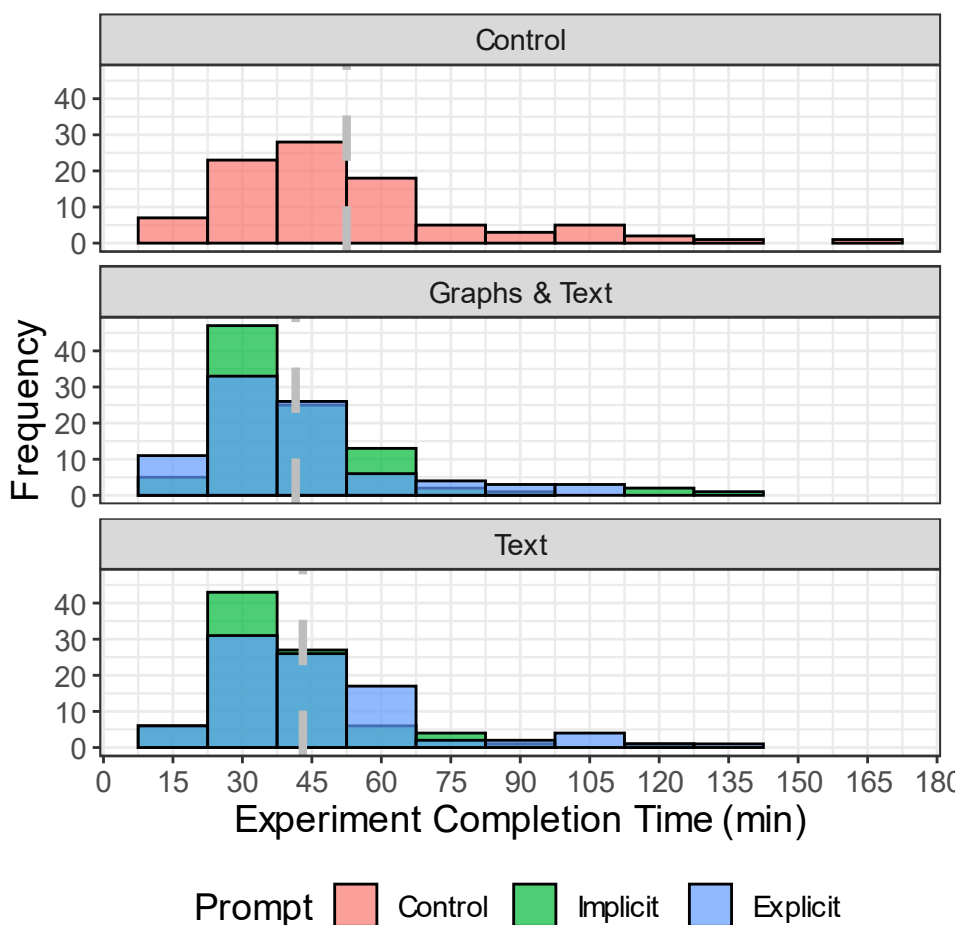 Control
40
30
20
10
0
Graphs & Text
40
30
20
10
0
Frequency
Text
40
30
20
10
0
0 15 30 45 60 75 90 105 120 135 150 165 180
Experiment Completion Time (min)
Prompt Control Implicit Explicit